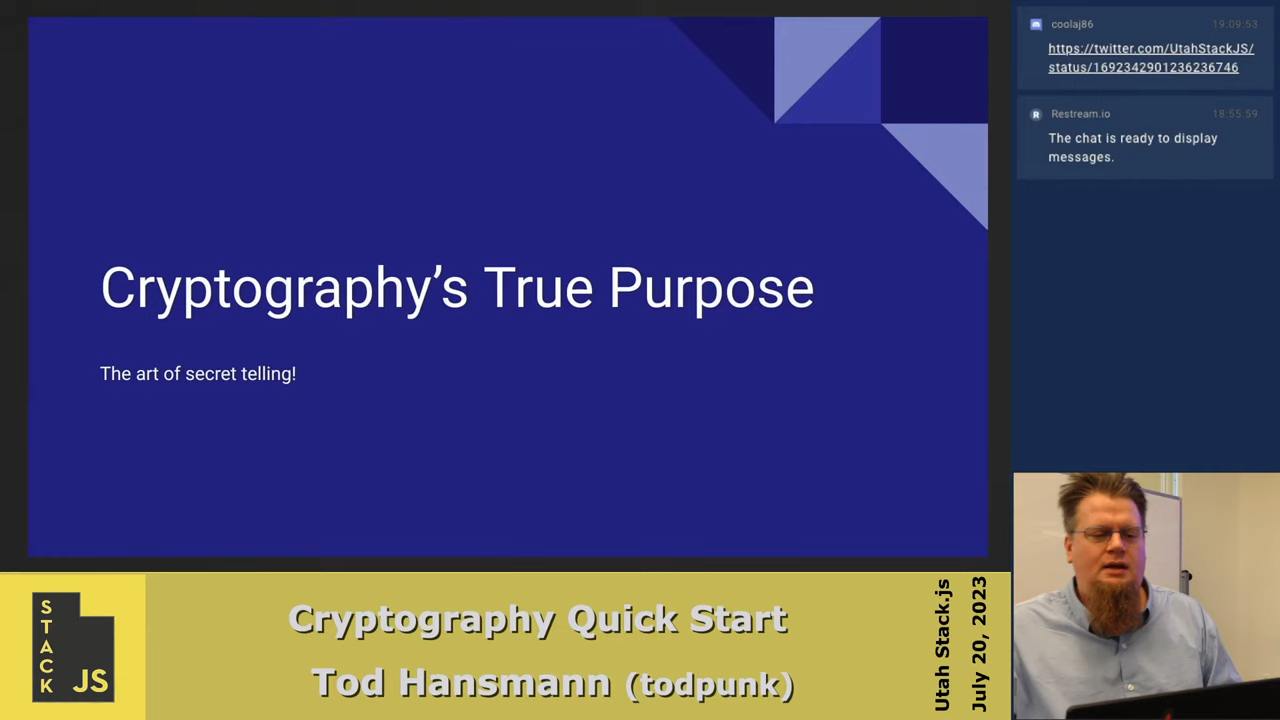 Cryptography’s True Purpose
The art of secret telling!
coolaj86 19:09:53
https://twitter.com/UtahStackJS/
status/1692342901236236746
Restream.io 18:55:59
The chat is ready to display
messages.
STACK
JS
Cryptography Quick Start
Tod Hansmann (todpunk)
Utah Stack.js
July 20, 2023